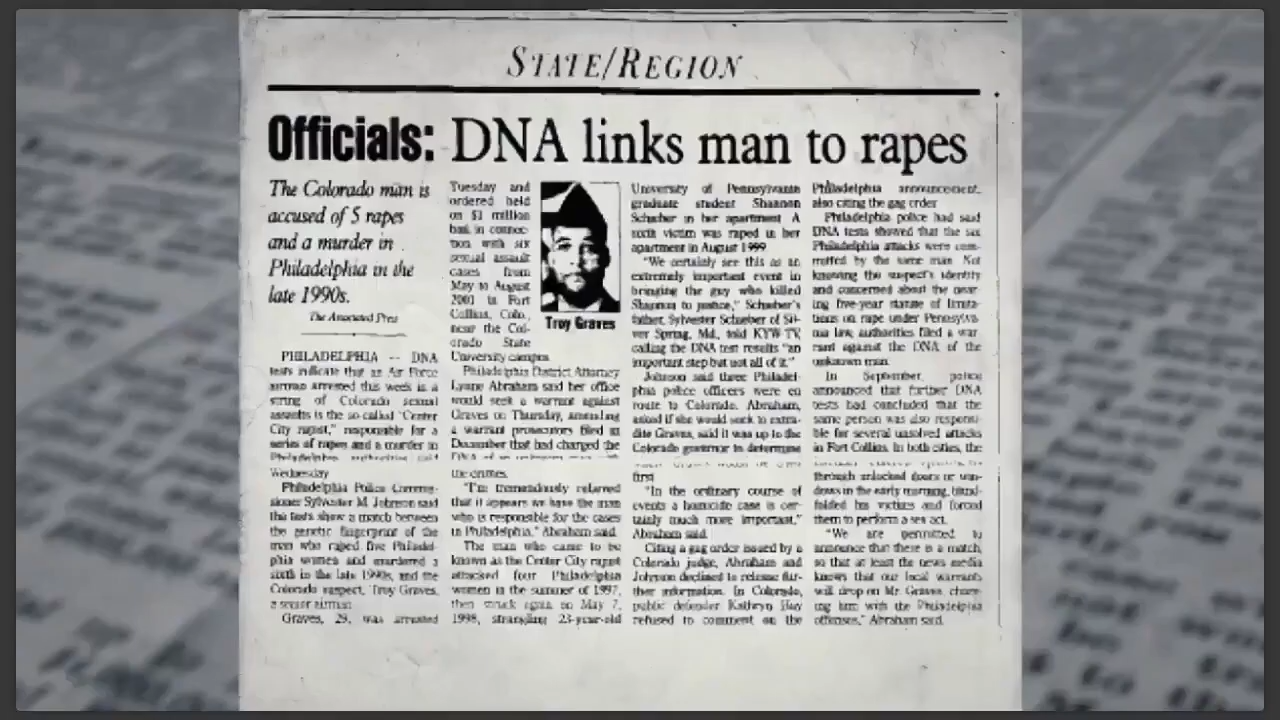 STATE/REGION
Officials: DNA links man to rapes
The Colorado man is
accused of 5 rapes
and a murder in
Philadelphia in the
late 1990s.
The Associated Press
PHILADELPHIA -- DNA
tests indicate that an Air Force
airman arrested this week in a
string of Colorado sexual
assaults is the so-called "Center
City rapist," responsible for a
series of rapes and a murder in
Philadelphia, authorities said
Wednesday.
Philadelphia Police Commis-
sioner Sylvester M. Johnson said
the tests show a match between
the genetic fingerprint of the
man who raped five Philadel-
phia women and murdered a
sixth in the late 1990s, and the
Colorado suspect, Troy Graves,
a senior airman.
Graves, 29, was arrested
Tuesday and
ordered held
on $1 million
bail in connec-
tion with six
sexual assault
cases from
May to August
2001 in Fort
Collins, Colo.,
near the Col-
orado State
University campus.
Troy Graves
Philadelphia District Attorney
Lynne Abraham said her office
would seek a warrant against
Graves on Thursday, amending
a warrant prosecutors filed in
December that had charged the
DNA of an unknown man with
the crimes.
"I'm tremendously relieved
that it appears we have the man
who is responsible for the cases
in Philadelphia," Abraham said.
The man who came to be
known as the Center City rapist
attacked four Philadelphia
women in the summer of 1997,
then struck again on May 7,
1998, strangling 23-year-old
University of Pennsylvania
graduate student Shannon
Schieber in her apartment. A
sixth victim was raped in her
apartment in August 1999.
"We certainly see this as an
extremely important event in
bringing the guy who killed
Shannon to justice," Schieber's
father, Sylvester Schieber of Sil-
ver Spring, Md., told KYW-TV,
calling the DNA test results "an
important step but not all of it."
Johnson said three Philadel-
phia police officers were en
route to Colorado. Abraham,
asked if she would seek to extra-
dite Graves, said it was up to the
Colorado governor to determine
first.
"In the ordinary course of
events a homicide case is cer-
tainly much more important,"
Abraham said.
Citing a gag order issued by a
Colorado judge, Abraham and
Johnson declined to release fur-
ther information. In Colorado,
public defender Kathryn Hay
refused to comment on the
Philadelphia announcement,
also citing the gag order.
Philadelphia police had said
DNA tests showed that the six
Philadelphia attacks were com-
mitted by the same man. Not
knowing the suspect's identity
and concerned about the near-
ing five-year statute of limita-
tions on rape under Pennsylva-
nia law, authorities filed a war-
rant against the DNA of the
unknown man.
In September, police
announced that further DNA
tests had concluded that the
same person was also responsi-
ble for several unsolved attacks
in Fort Collins. In both cities, the
through unlocked doors or win-
dows in the early morning, blind-
folded his victims and forced
them to perform a sex act.
"We are permitted to
announce that there is a match,
so that at least the news media
knows that our local warrants
will drop on Mr. Graves, charg-
ing him with the Philadelphia
offenses," Abraham said.